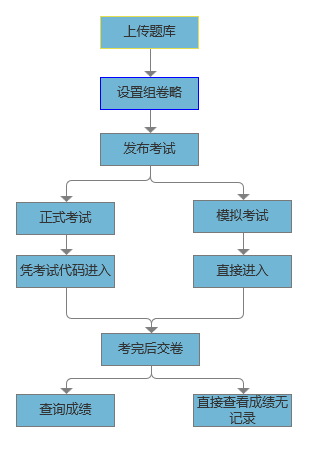 上传题库
设置组卷略
发布考试
正式考试
模拟考试
凭考试代码进入
直接进入
考完后交卷
查询成绩
直接查看成绩无
记录